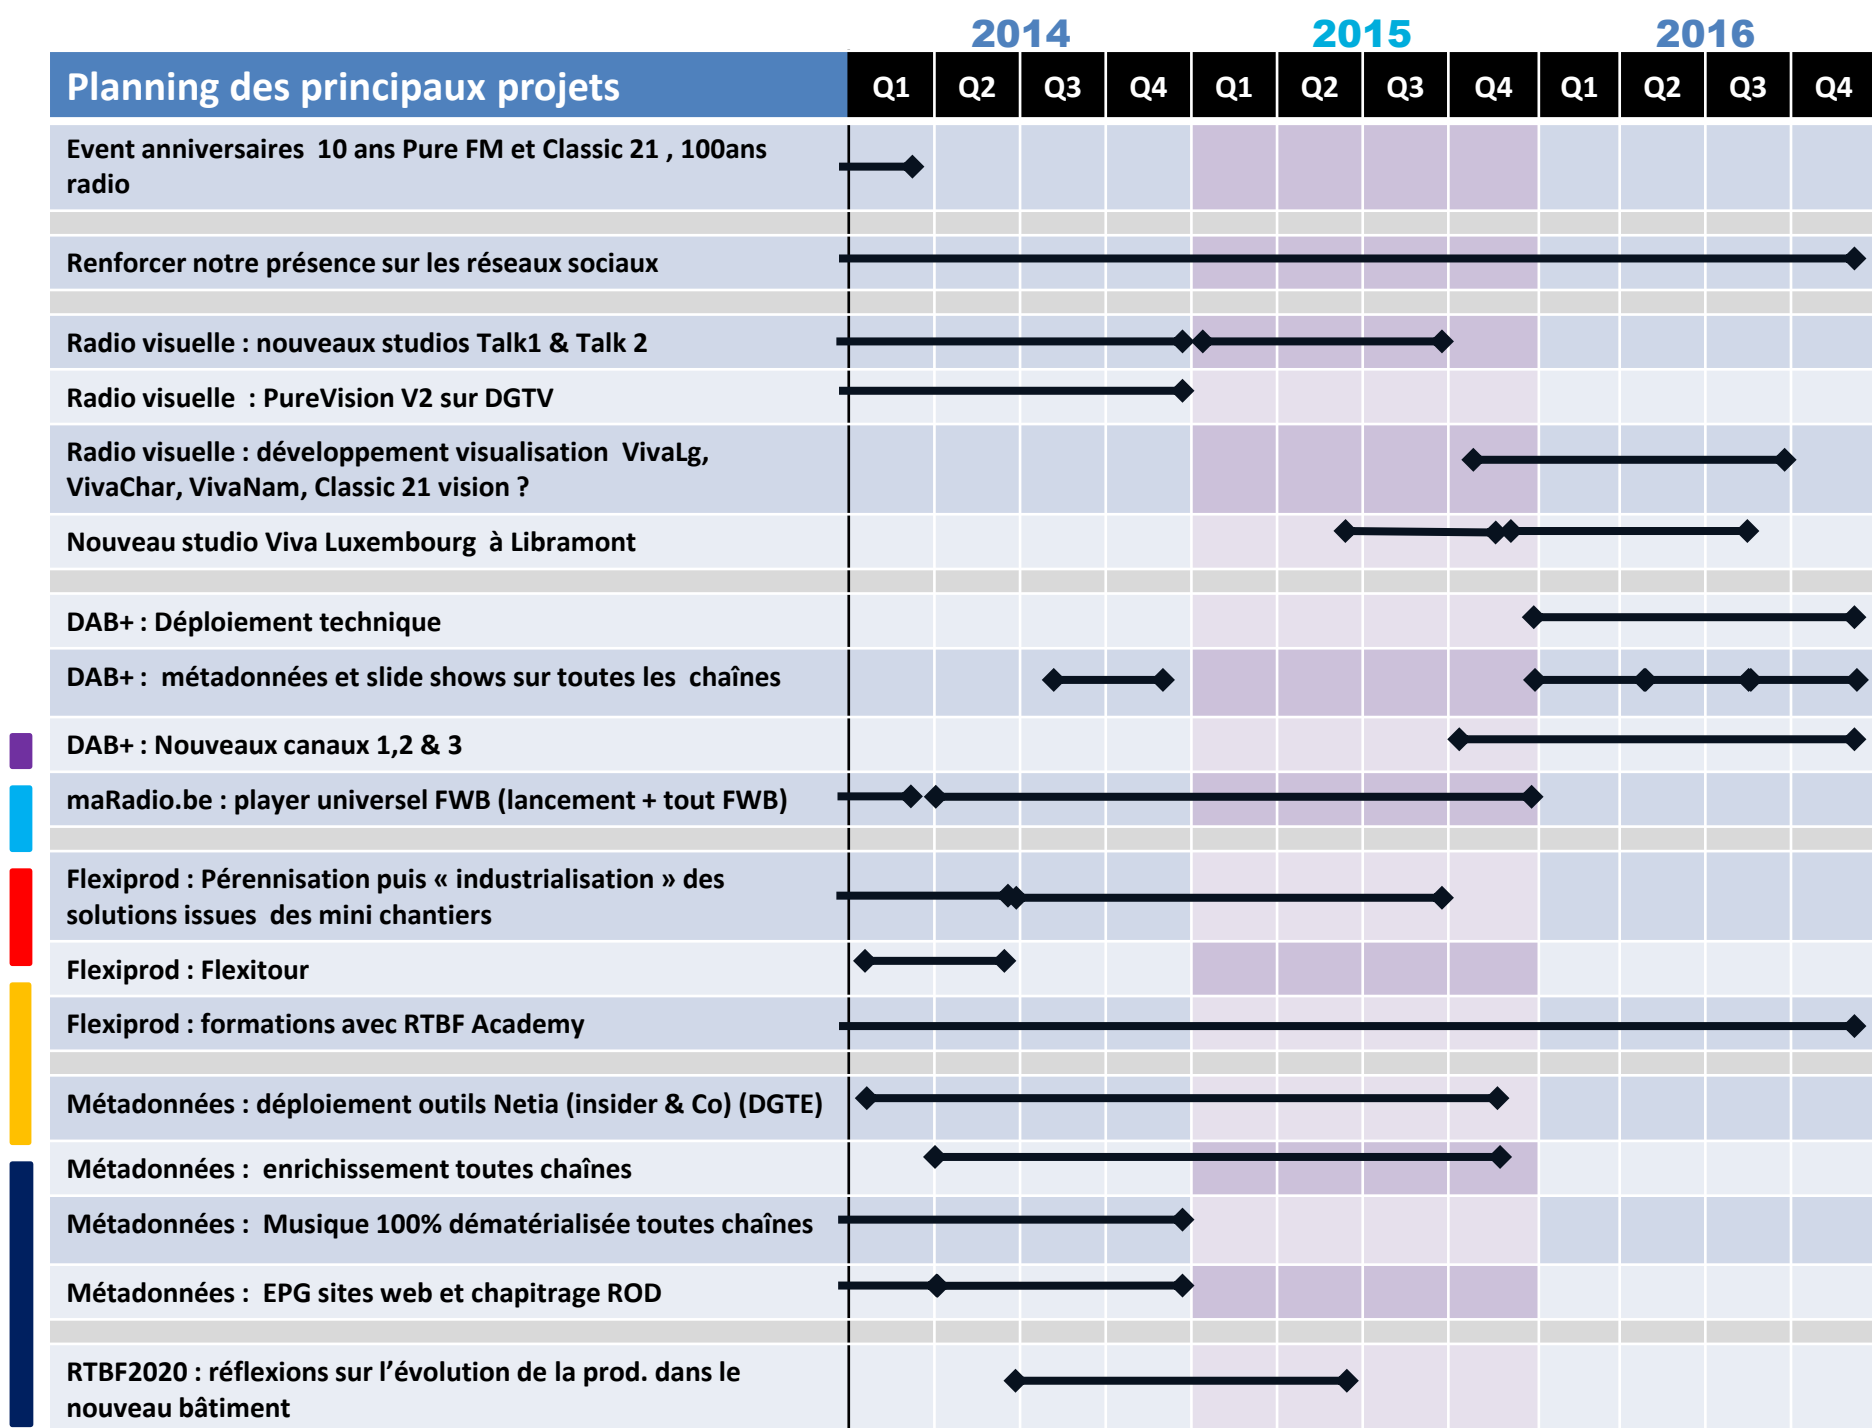 2014 2015 2016
Planning des principaux projets Q1 Q2 Q3 Q4 Q1 Q2 Q3 Q4 Q1 Q2 Q3 Q4
Event anniversaires 10 ans Pure FM et Classic 21 , 100ans
radio
Renforcer notre présence sur les réseaux sociaux
Radio visuelle : nouveaux studios Talk1 & Talk 2
Radio visuelle : PureVision V2 sur DGTV
Radio visuelle : développement visualisation VivaLg,
VivaChar, VivaNam, Classic 21 vision ?
Nouveau studio Viva Luxembourg à Libramont
DAB+ : Déploiement technique
DAB+ : métadonnées et slide shows sur toutes les chaînes
DAB+ : Nouveaux canaux 1,2 & 3
maRadio.be : player universel FWB (lancement + tout FWB)
Flexiprod : Pérennisation puis « industrialisation » des
solutions issues des mini chantiers
Flexiprod : Flexitour
Flexiprod : formations avec RTBF Academy
Métadonnées : déploiement outils Netia (insider & Co) (DGTE)
Métadonnées : enrichissement toutes chaînes
Métadonnées : Musique 100% dématérialisée toutes chaînes
Métadonnées : EPG sites web et chapitrage ROD
RTBF2020 : réflexions sur l’évolution de la prod. dans le
nouveau bâtiment